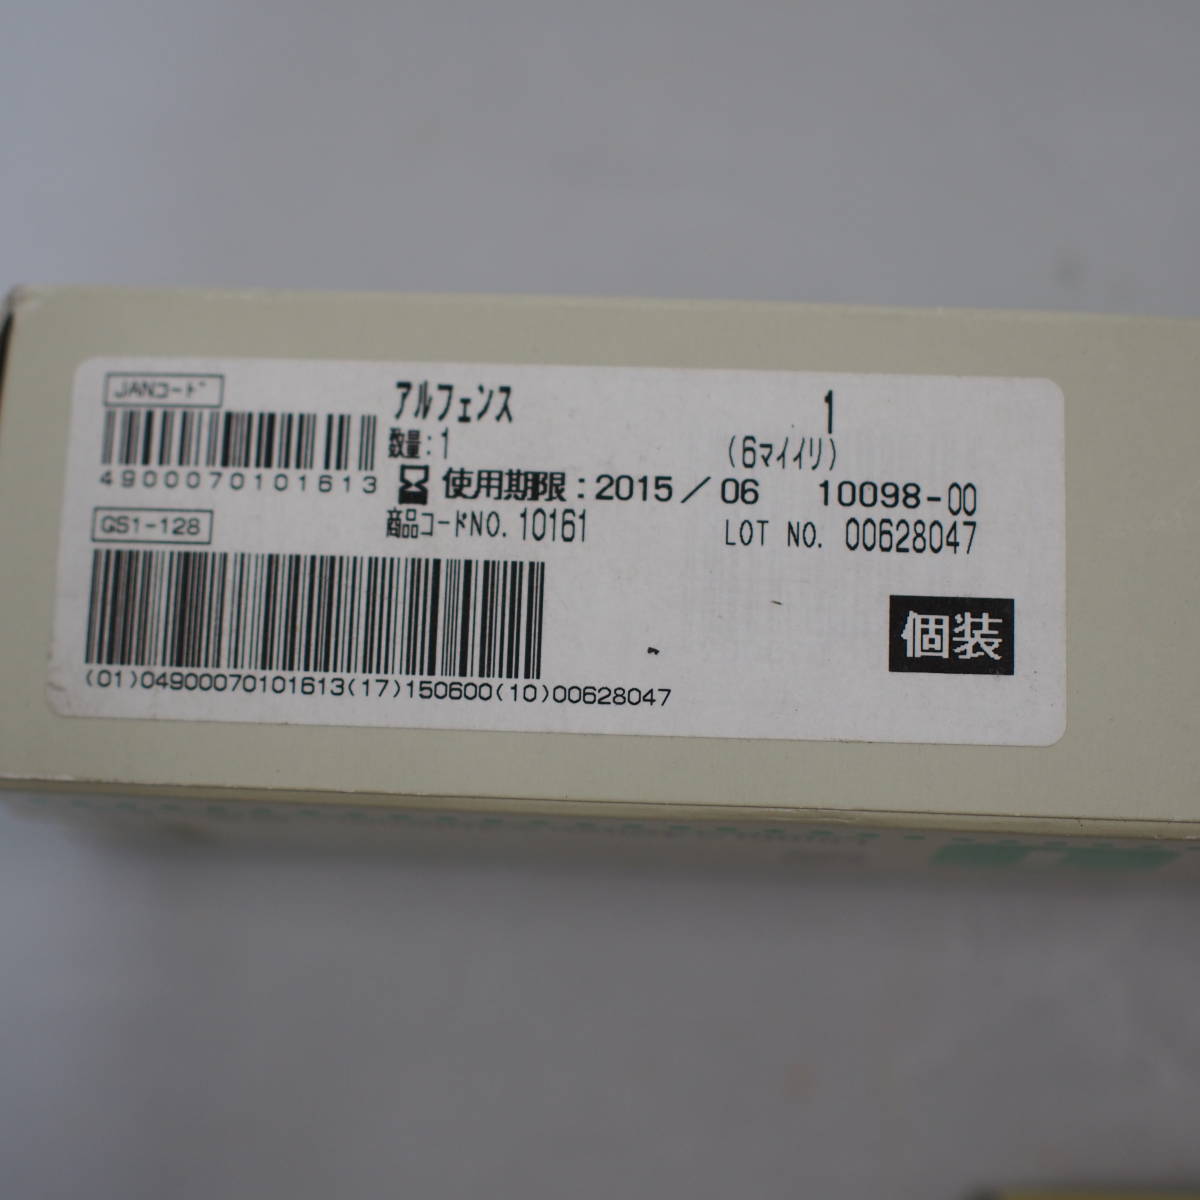 JANコード
アルフェンス 1
数量:1 (6マイイリ)
4900070101613
使用期限:2015/06 10098-00
GS1-128
商品コードNO. 10161 LOT NO. 00628047
個装
(01)04900070101613(17)150600(10)00628047